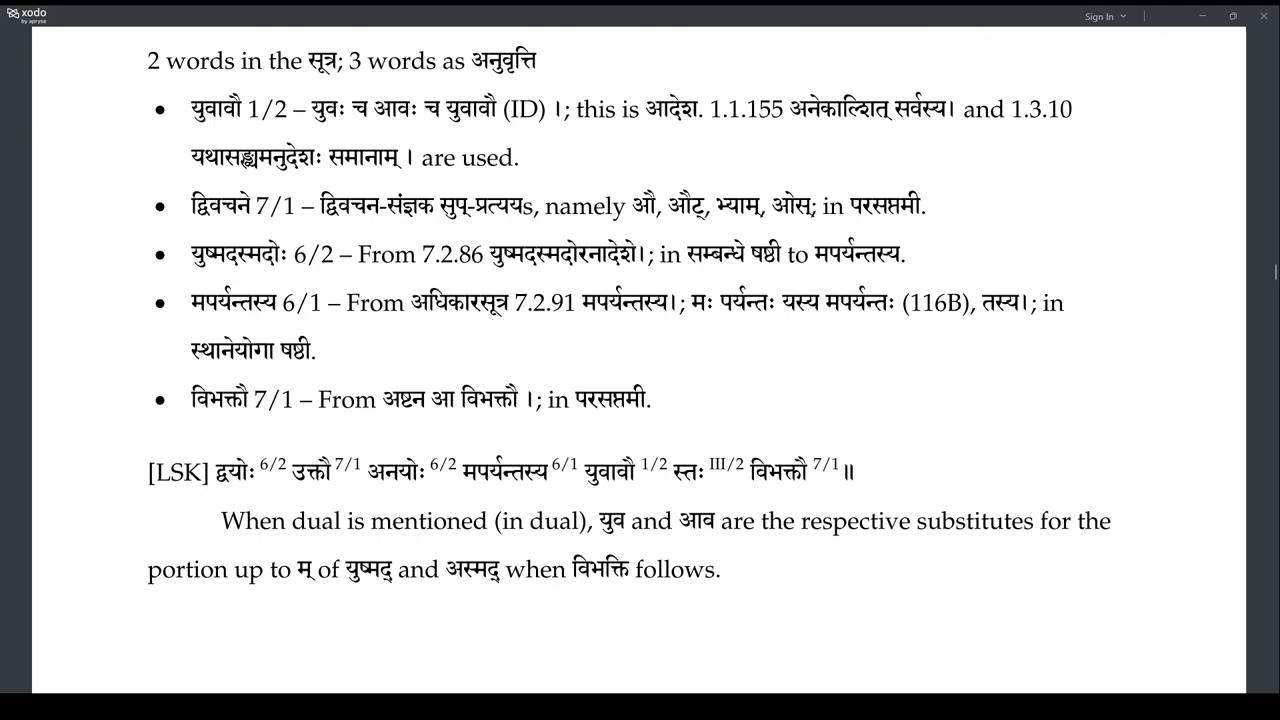 xodo
by apryse
Sign In
2 words in the सूत्र; 3 words as अनुवृत्ति
• युवावौ 1/2 – युवः च आवः च युवावौ (ID) ।; this is आदेश. 1.1.155 अनेकाल्शित् सर्वस्य। and 1.3.10
यथासङ्ख्यमनुदेशः समानाम् । are used.
• द्विवचने 7/1 – द्विवचन-संज्ञक सुप्-प्रत्ययs, namely औ, औट्, भ्याम्, ओस्; in परसप्तमी.
• युष्मदस्मदोः 6/2 – From 7.2.86 युष्मदस्मदोरनादेशे।; in सम्बन्धे षष्ठी to मपर्यन्तस्य.
• मपर्यन्तस्य 6/1 – From अधिकारसूत्र 7.2.91 मपर्यन्तस्य।; मः पर्यन्तः यस्य मपर्यन्तः (116B), तस्य।; in
स्थानेयोगा षष्ठी.
• विभक्तौ 7/1 – From अष्टन आ विभक्तौ ।; in परसप्तमी.
[LSK] द्वयोः 6/2 उक्तौ 7/1 अनयोः 6/2 मपर्यन्तस्य 6/1 युवावौ 1/2 स्तः III/2 विभक्तौ 7/1 ॥
When dual is mentioned (in dual), युव and आव are the respective substitutes for the
portion up to म् of युष्मद् and अस्मद् when विभक्ति follows.